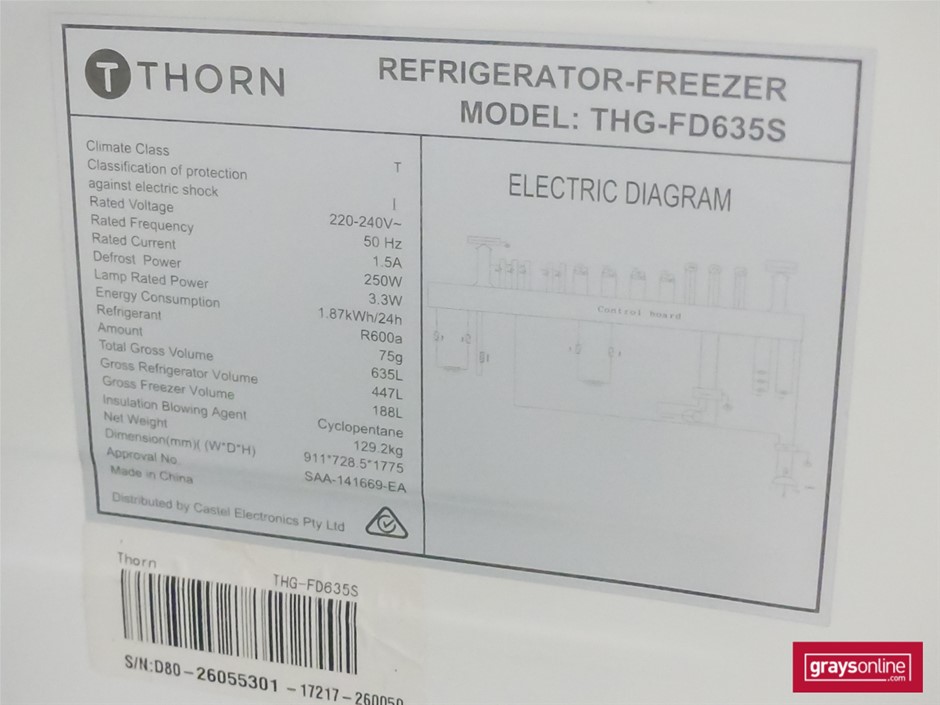 T THORN
REFRIGERATOR-FREEZER
MODEL: THG-FD635S
Climate Class T
Classification of protection
against electric shock I
Rated Voltage 220-240V~
Rated Frequency 50 Hz
Rated Current 1.5A
Defrost Power 250W
Lamp Rated Power 3.3W
Energy Consumption 1.87kWh/24h
Refrigerant R600a
Amount 75g
Total Gross Volume 635L
Gross Refrigerator Volume 447L
Gross Freezer Volume 188L
Insulation Blowing Agent Cyclopentane
Net Weight 129.2kg
Dimension(mm)( (W*D*H) 911*728.5*1775
Approval No. SAA-141669-EA
Made in China
Distributed by Castel Electronics Pty Ltd
ELECTRIC DIAGRAM
Control board
Thorn
THG-FD635S
S/N:D80-26055301-17217-260050
graysonline
.com